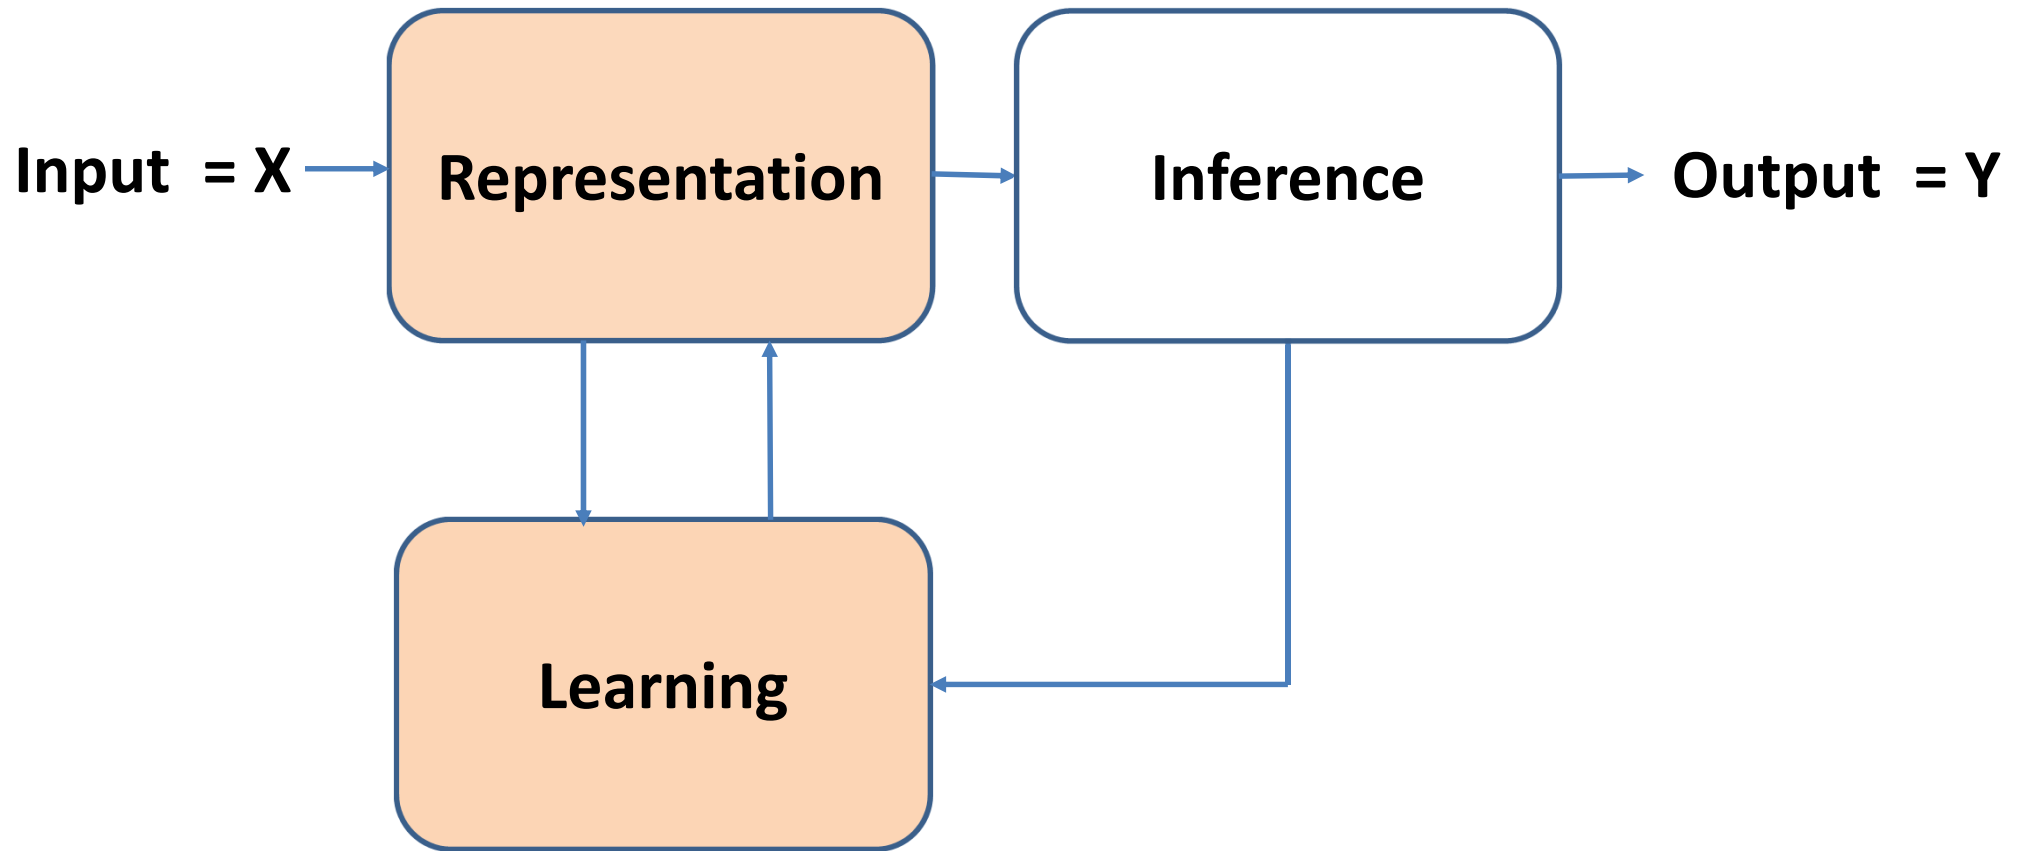 Input = X
Representation
Inference
Output = Y
Learning